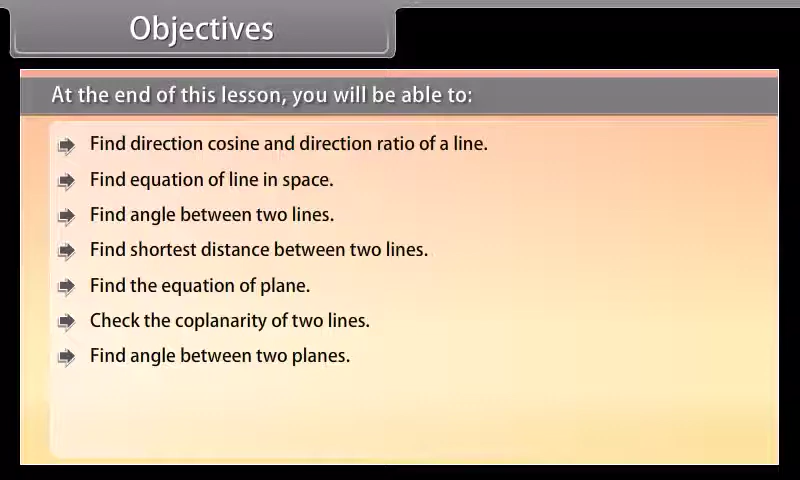 Objectives
At the end of this lesson, you will be able to:
Find direction cosine and direction ratio of a line.
Find equation of line in space.
Find angle between two lines.
Find shortest distance between two lines.
Find the equation of plane.
Check the coplanarity of two lines.
Find angle between two planes.